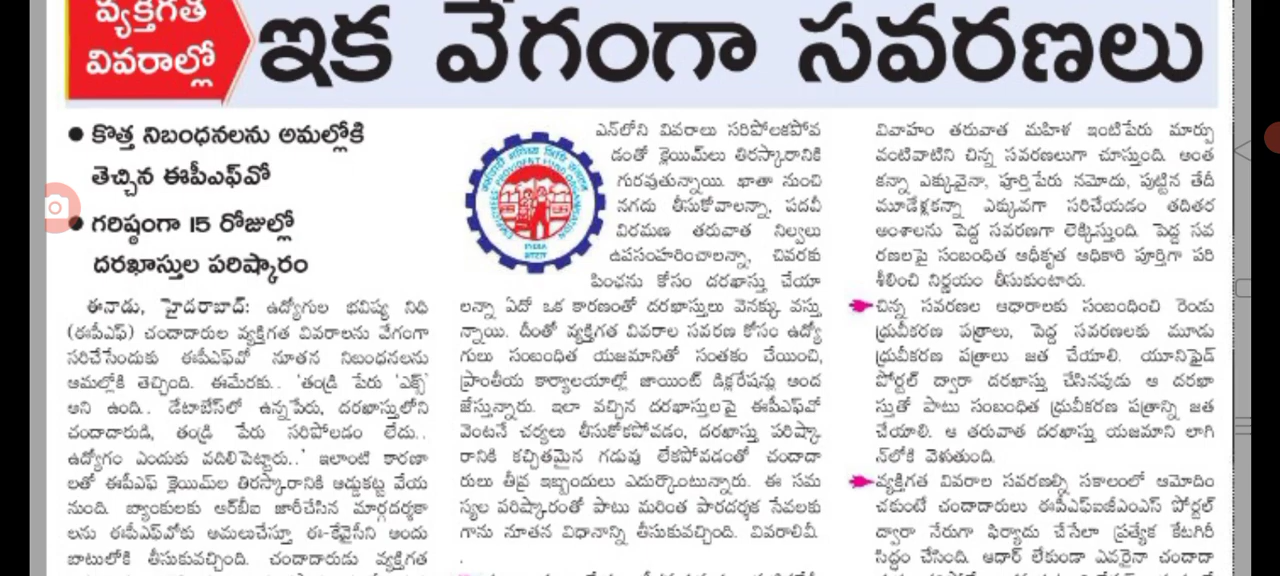 వ్యక్తిగత
వివరాల్లో
ఇక వేగంగా సవరణలు
● కొత్త నిబంధనలను అమల్లోకి
తెచ్చిన ఈపీఎఫ్‌వో
● గరిష్ఠంగా 15 రోజుల్లో
దరఖాస్తుల పరిష్కారం
ఈనాడు, హైదరాబాద్: ఉద్యోగుల భవిష్య నిధి
(ఈపీఎఫ్) చందాదారుల వ్యక్తిగత వివరాలను వేగంగా
సరిచేసేందుకు ఈపీఎఫ్‌వో నూతన నిబంధనలను
అమల్లోకి తెచ్చింది. ఈమేరకు.. 'తండ్రి పేరు 'ఎక్స్'
అని ఉంది.. డేటాబేస్‌లో ఉన్నపేరు, దరఖాస్తులోని
చందాదారుడి, తండ్రి పేరు సరిపోలడం లేదు..
ఉద్యోగం ఎందుకు వదిలిపెట్టారు..' ఇలాంటి కారణా
లతో ఈపీఎఫ్ క్లెయిమ్‌ల తిరస్కారానికి అడ్డుకట్ట వేయ
నుంది. బ్యాంకులకు ఆర్‌బీఐ జారీచేసిన మార్గదర్శకా
లను ఈపీఎఫ్‌వోకు అమలుచేస్తూ ఈ-కేవైసీని అందు
బాటులోకి తీసుకువచ్చింది. చందాదారుడు వ్యక్తిగత
EMPLOYEES' PROVIDENT FUND ORGANISATION
INDIA
भारत
ఎన్‌లోని వివరాలు సరిపోలకపోవ
డంతో క్లెయిమ్‌లు తిరస్కారానికి
గురవుతున్నాయి. ఖాతా నుంచి
నగదు తీసుకోవాలన్నా, పదవీ
విరమణ తరువాత నిల్వలు
ఉపసంహరించాలన్నా, చివరకు
పింఛను కోసం దరఖాస్తు చేయా
లన్నా ఏదో ఒక కారణంతో దరఖాస్తులు వెనక్కు వస్తు
న్నాయి. దీంతో వ్యక్తిగత వివరాల సవరణ కోసం ఉద్యో
గులు సంబంధిత యజమానితో సంతకం చేయించి,
ప్రాంతీయ కార్యాలయాల్లో జాయింట్ డిక్లరేషన్లు అంద
జేస్తున్నారు. ఇలా వచ్చిన దరఖాస్తులపై ఈపీఎఫ్‌వో
వెంటనే చర్యలు తీసుకోకపోవడం, దరఖాస్తు పరిష్కా
రానికి కచ్చితమైన గడువు లేకపోవడంతో చందాదా
రులు తీవ్ర ఇబ్బందులు ఎదుర్కొంటున్నారు. ఈ సమ
స్యల పరిష్కారంతో పాటు మరింత పారదర్శక సేవలకు
గాను నూతన విధానాన్ని తీసుకువచ్చింది. వివరాలివీ.
వివాహం తరువాత మహిళ ఇంటిపేరు మార్పు
వంటివాటిని చిన్న సవరణలుగా చూస్తుంది. అంత
కన్నా ఎక్కువైనా, పూర్తిపేరు నమోదు, పుట్టిన తేదీ
మూడేళ్లకన్నా ఎక్కువగా సరిచేయడం తదితర
అంశాలను పెద్ద సవరణగా లెక్కిస్తుంది. పెద్ద సవ
రణలపై సంబంధిత అధీకృత అధికారి పూర్తిగా పరి
శీలించి నిర్ణయం తీసుకుంటారు.
చిన్న సవరణల ఆధారాలకు సంబంధించి రెండు
ధ్రువీకరణ పత్రాలు, పెద్ద సవరణలకు మూడు
ధ్రువీకరణ పత్రాలు జత చేయాలి. యూనిఫైడ్
పోర్టల్ ద్వారా దరఖాస్తు చేసినపుడు ఆ దరఖా
స్తుతో పాటు సంబంధిత ధ్రువీకరణ పత్రాన్ని జత
చేయాలి. ఆ తరువాత దరఖాస్తు యజమాని లాగి
న్‌లోకి వెళుతుంది.
వ్యక్తిగత వివరాల సవరణల్ని సకాలంలో ఆమోదిం
చకుంటే చందాదారులు ఈపీఎఫ్ఐజీఎంఎస్ పోర్టల్
ద్వారా నేరుగా ఫిర్యాదు చేసేలా ప్రత్యేక కేటగిరీ
సిద్ధం చేసింది. ఆధార్ లేకుండా ఎవరైనా చందాదా